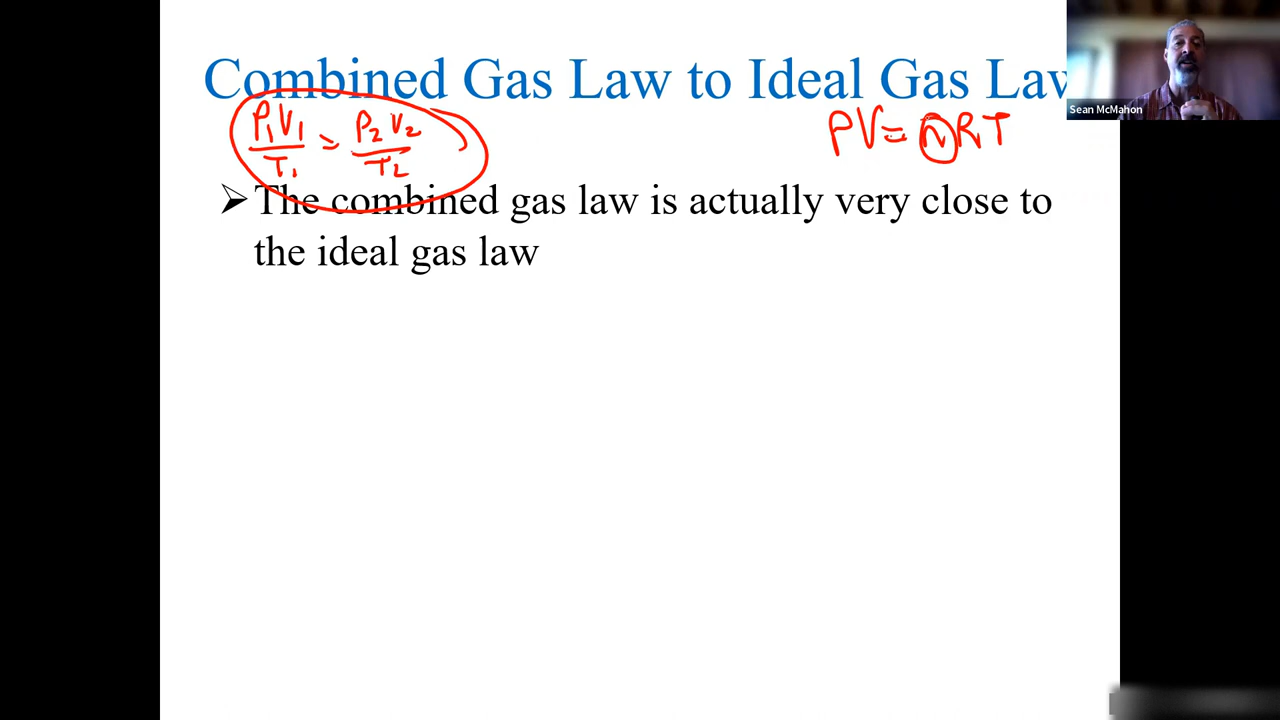 Combined Gas Law to Ideal Gas Law
Sean McMahon
P₁V₁/T₁ = P₂V₂/T₂
PV = nRT
➢ The combined gas law is actually very close to
the ideal gas law